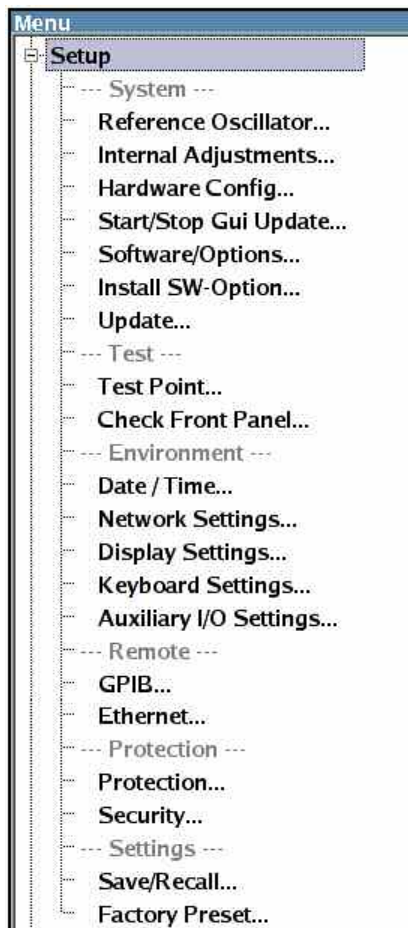 Menu
Setup
--- System ---
Reference Oscillator...
Internal Adjustments...
Hardware Config...
Start/Stop Gui Update...
Software/Options...
Install SW-Option...
Update...
--- Test ---
Test Point...
Check Front Panel...
--- Environment ---
Date / Time...
Network Settings...
Display Settings...
Keyboard Settings...
Auxiliary I/O Settings...
--- Remote ---
GPIB...
Ethernet...
--- Protection ---
Protection...
Security...
--- Settings ---
Save/Recall...
Factory Preset...